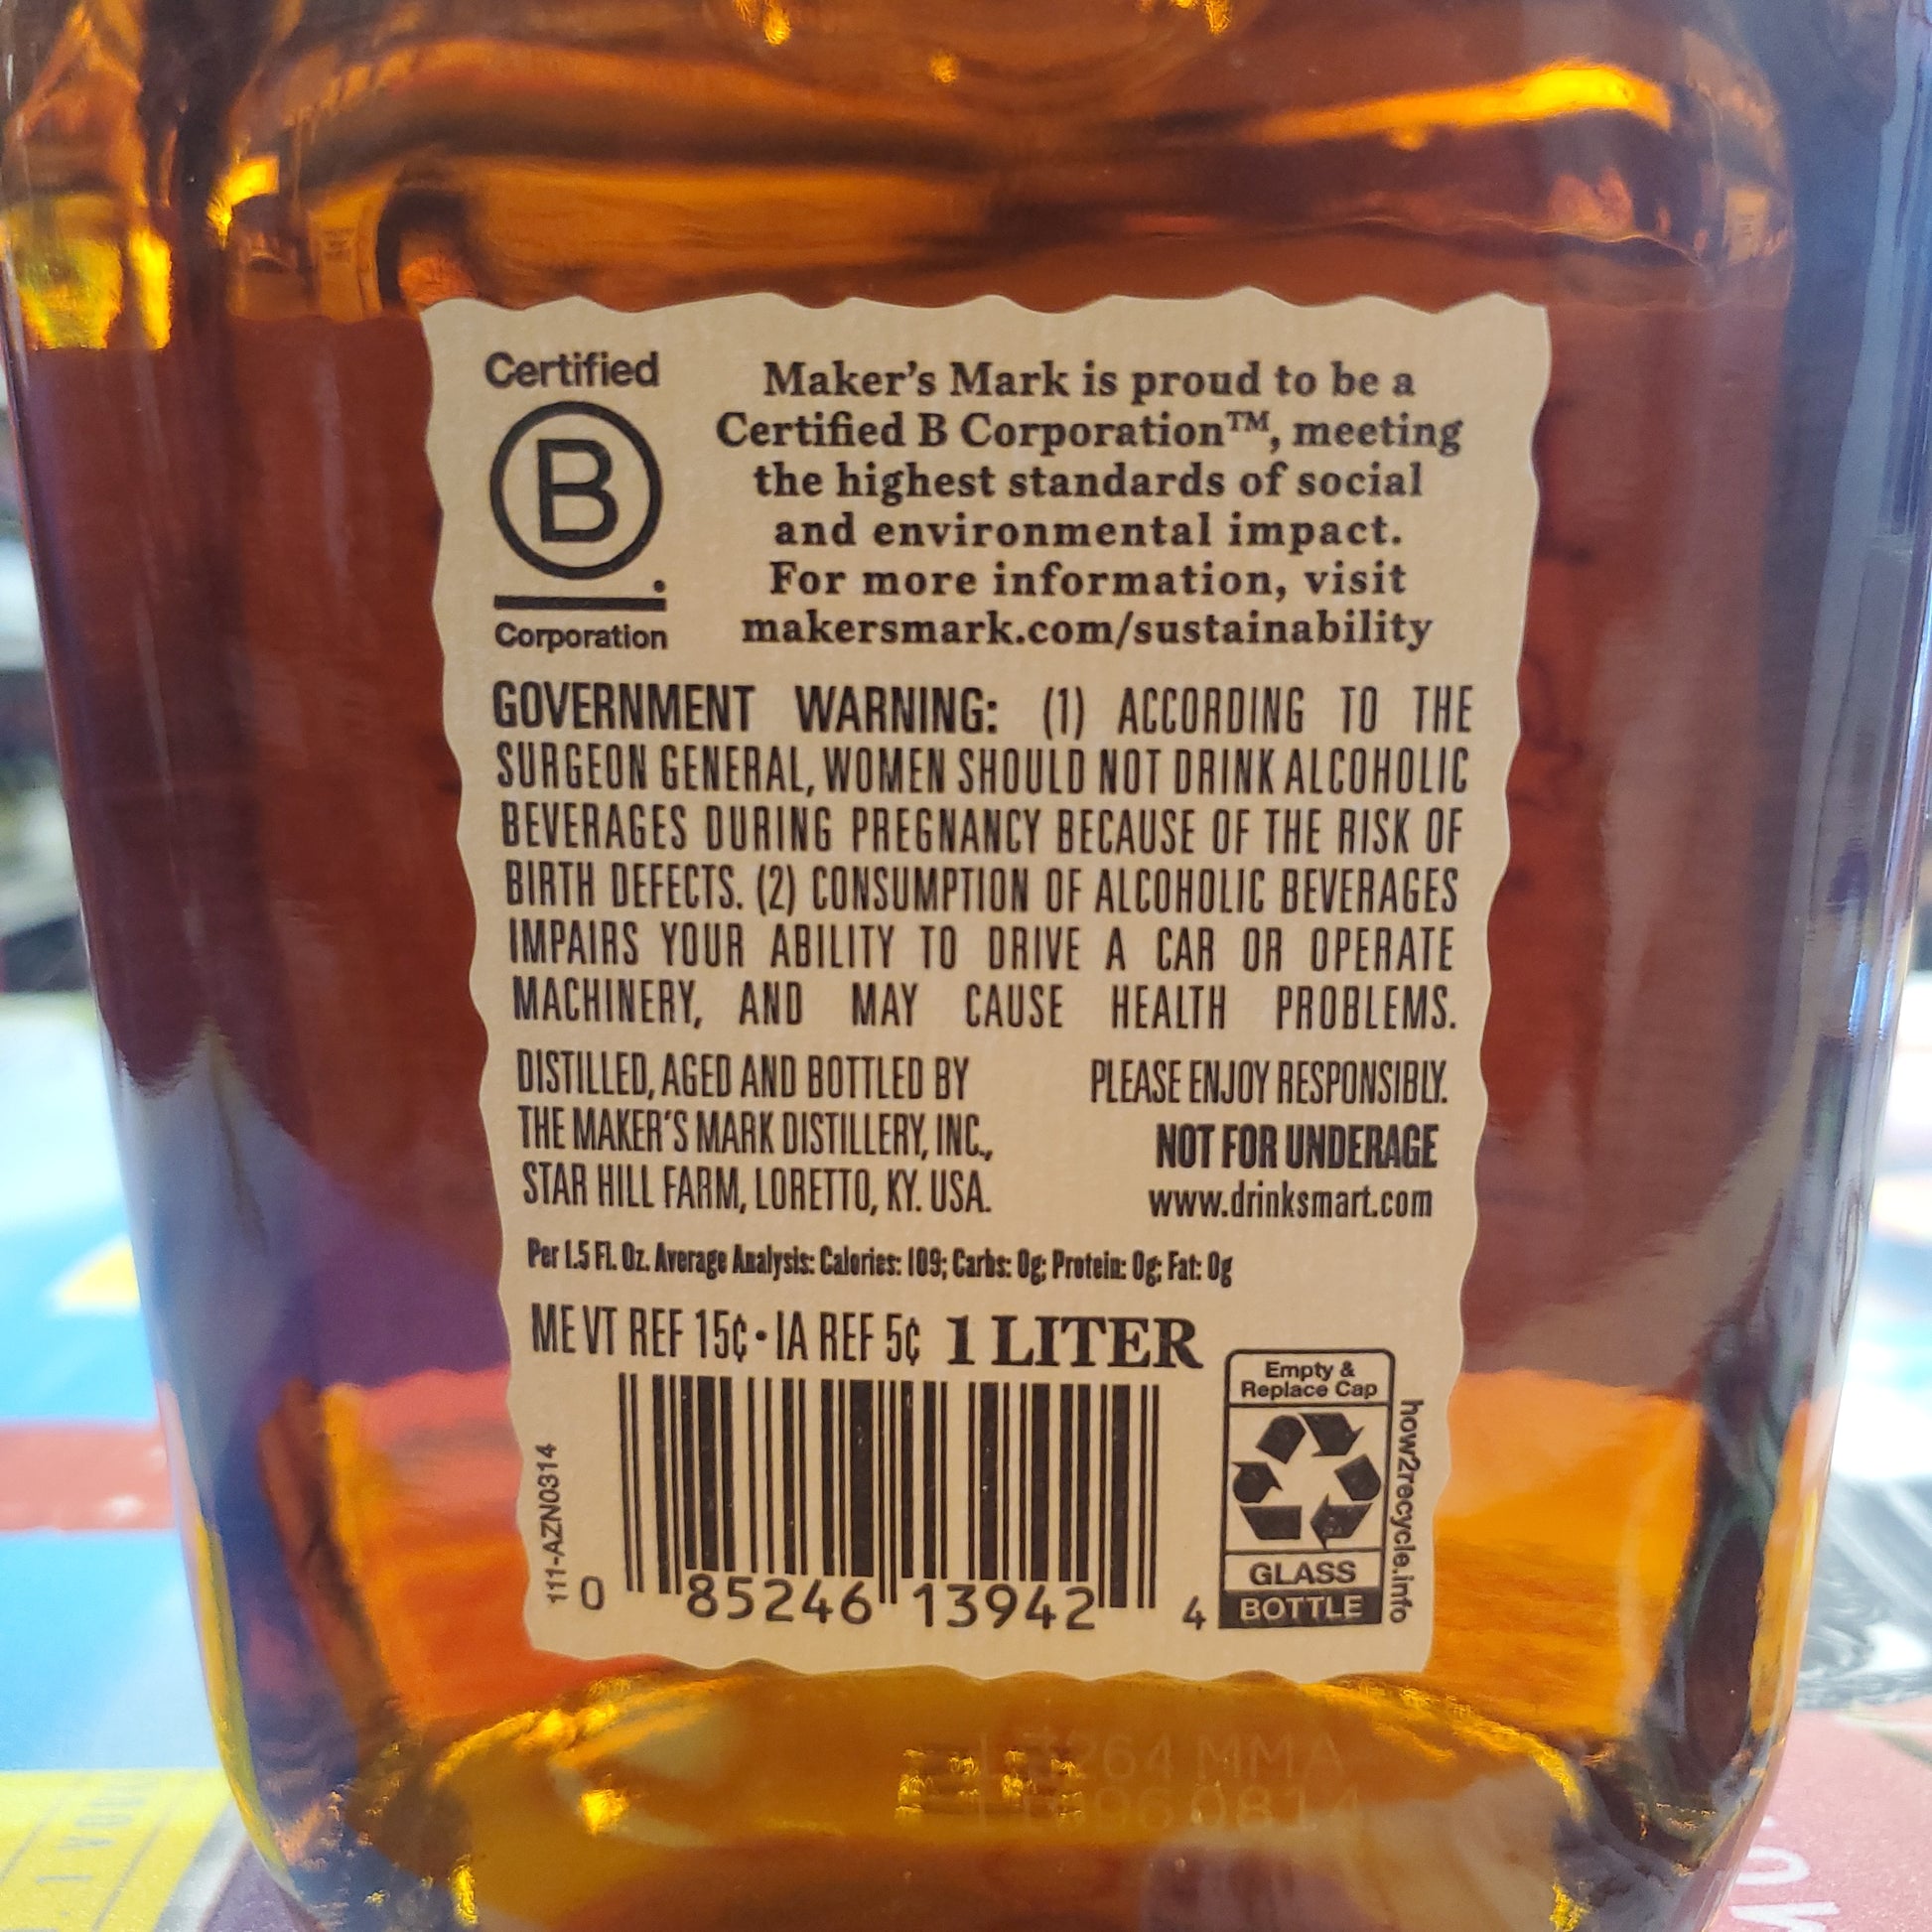 Certified
B
Corporation
Maker's Mark is proud to be a
Certified B Corporation™, meeting
the highest standards of social
and environmental impact.
For more information, visit
makersmark.com/sustainability
GOVERNMENT WARNING: (1) ACCORDING TO THE
SURGEON GENERAL, WOMEN SHOULD NOT DRINK ALCOHOLIC
BEVERAGES DURING PREGNANCY BECAUSE OF THE RISK OF
BIRTH DEFECTS. (2) CONSUMPTION OF ALCOHOLIC BEVERAGES
IMPAIRS YOUR ABILITY TO DRIVE A CAR OR OPERATE
MACHINERY, AND MAY CAUSE HEALTH PROBLEMS.
DISTILLED, AGED AND BOTTLED BY
THE MAKER'S MARK DISTILLERY, INC.,
STAR HILL FARM, LORETTO, KY. USA.
PLEASE ENJOY RESPONSIBLY.
NOT FOR UNDERAGE
www.drinksmart.com
Per 1.5 Fl. Oz. Average Analysis: Calories: 109; Carbs: 0g; Protein: 0g; Fat: 0g
ME VT REF 15¢ • IA REF 5¢ 1 LITER
111-AZN0314
0 85246 13942 4
Empty &
Replace Cap
GLASS
BOTTLE
how2recycle.info
MMA